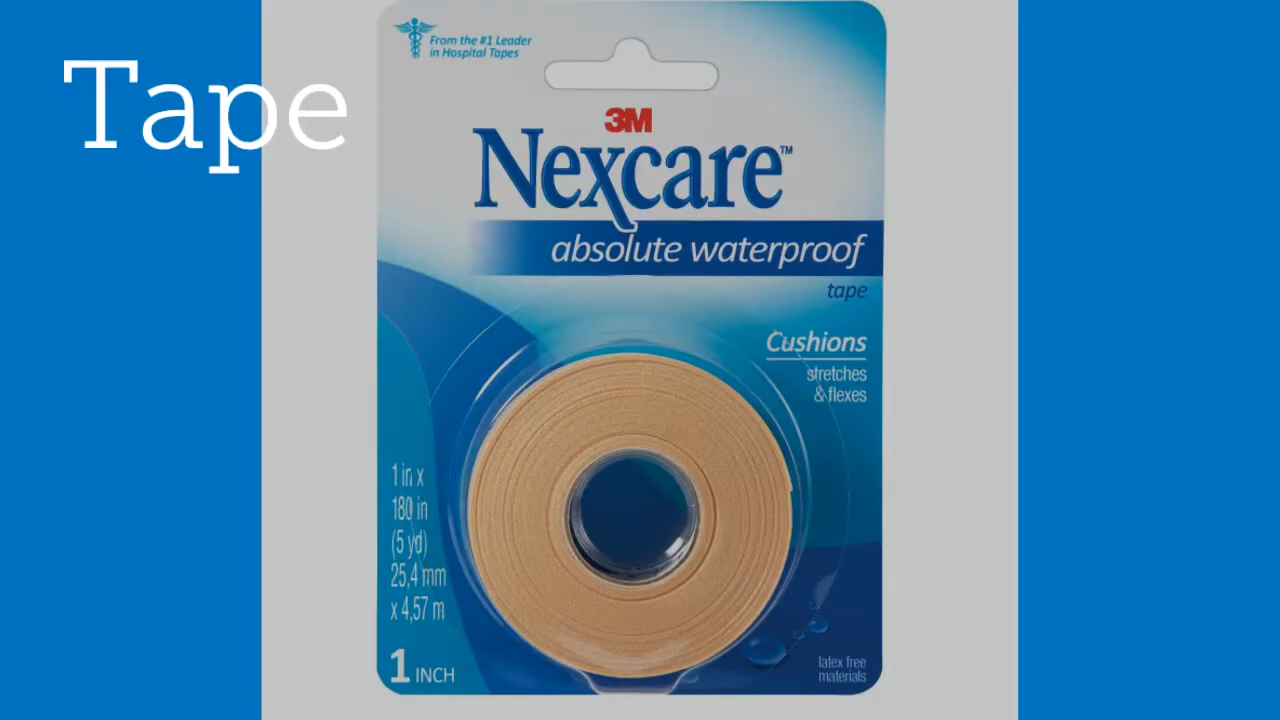 Tape
From the #1 Leader
in Hospital Tapes
3M
Nexcare™
absolute waterproof
tape
Cushions
stretches
& flexes
1 in x
180 in
(5 yd)
25,4 mm
x 4,57 m
1 INCH
latex free
materials